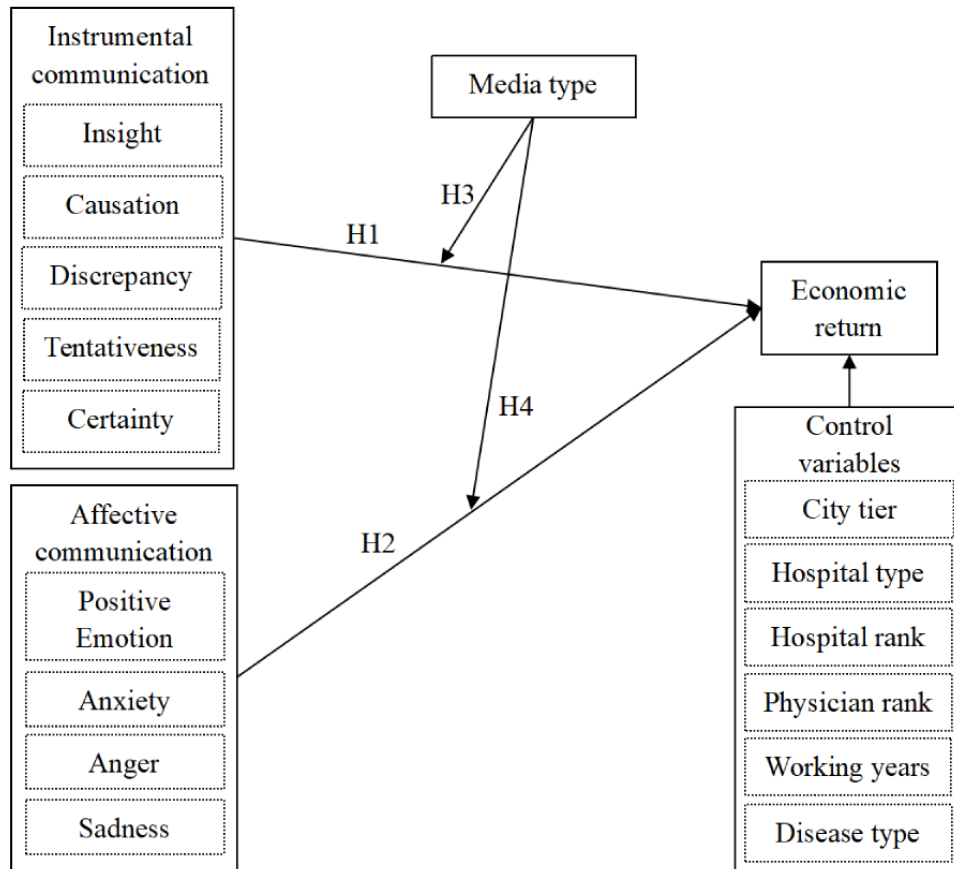 Instrumental
communication
Insight
Causation
Discrepancy
Tentativeness
Certainty
Affective
communication
Positive
Emotion
Anxiety
Anger
Sadness
Media type
H3
H1
H4
H2
Economic
return
Control
variables
City tier
Hospital type
Hospital rank
Physician rank
Working years
Disease type